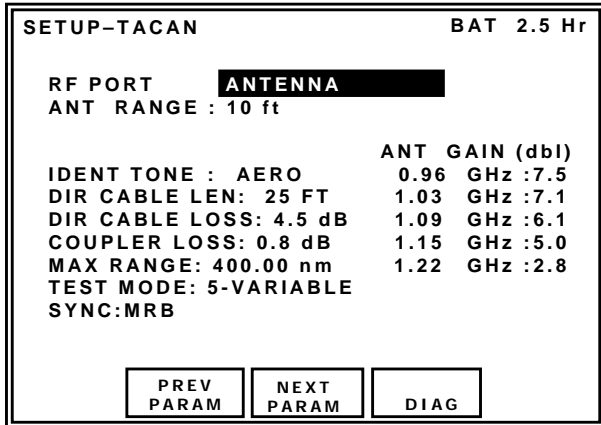 SETUP–TACAN BAT 2.5 Hr
RF PORT ANTENNA
ANT RANGE : 10 ft
ANT GAIN (dbI)
IDENT TONE : AERO 0.96 GHz :7.5
DIR CABLE LEN: 25 FT 1.03 GHz :7.1
DIR CABLE LOSS: 4.5 dB 1.09 GHz :6.1
COUPLER LOSS: 0.8 dB 1.15 GHz :5.0
MAX RANGE: 400.00 nm 1.22 GHz :2.8
TEST MODE: 5-VARIABLE
SYNC:MRB
PREV PARAM
NEXT PARAM
DIAG